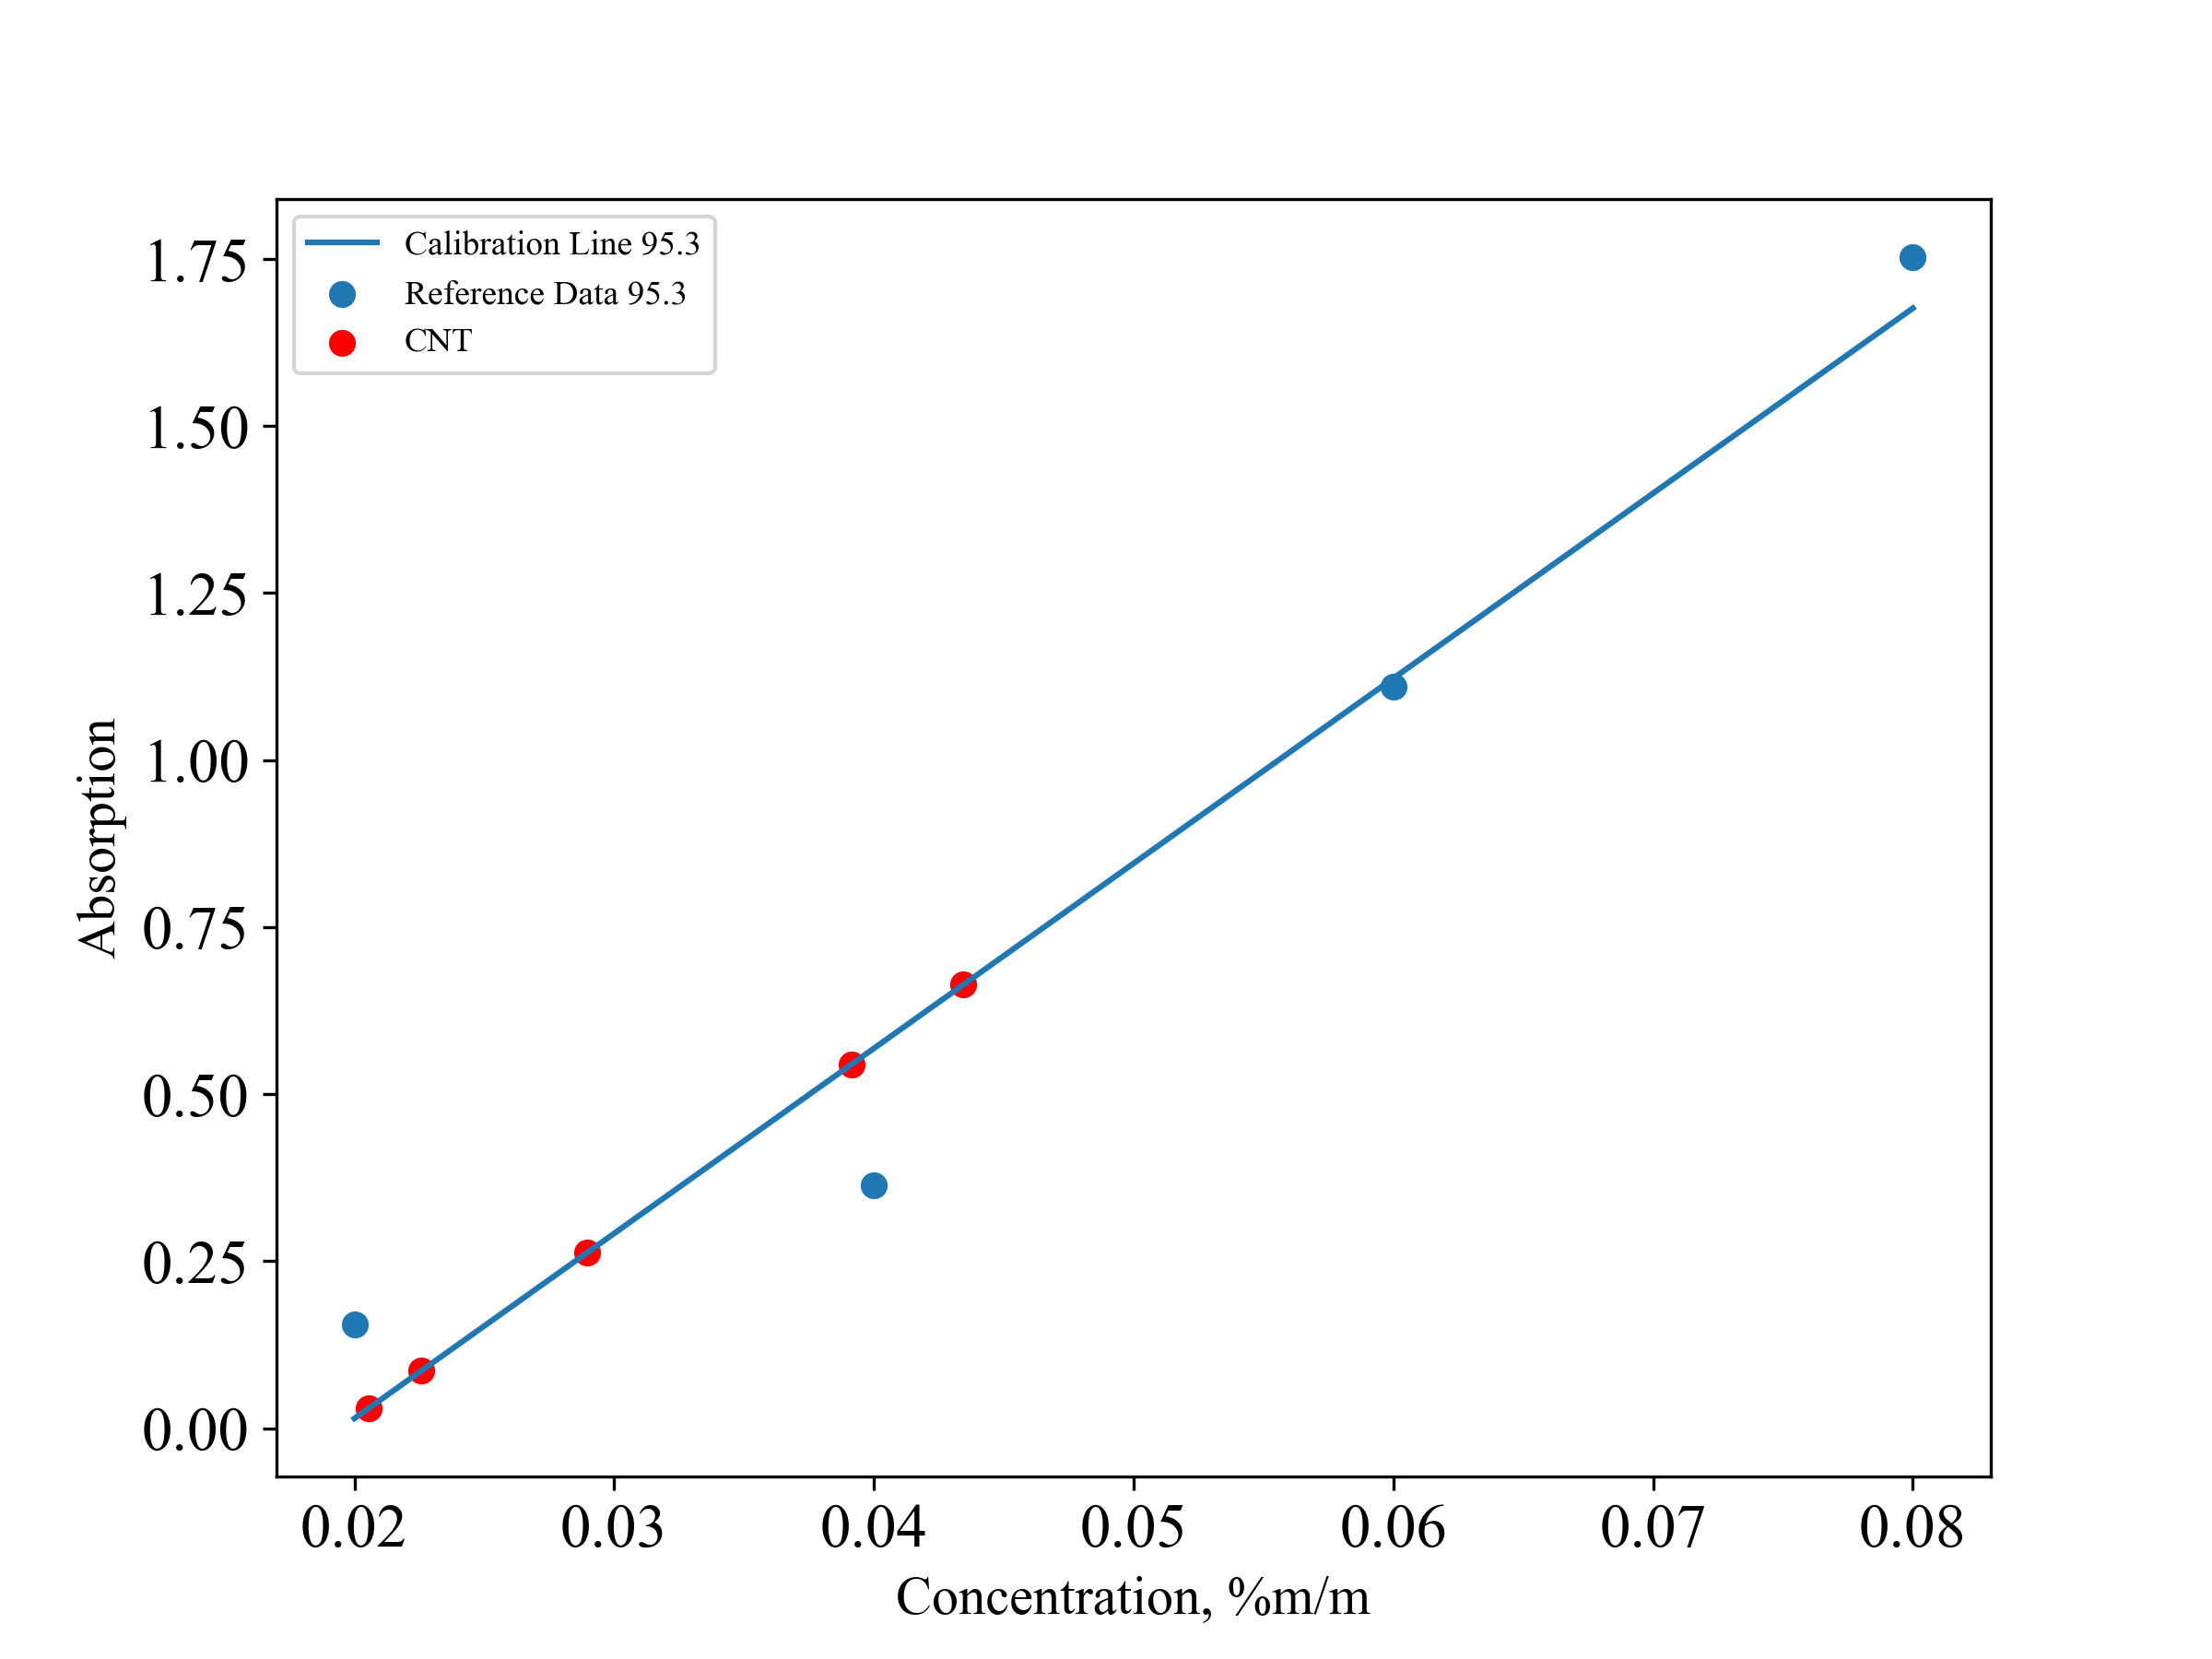 Calibration Line 95.3
Reference Data 95.3
CNT
1.75
1.50
1.25
1.00
0.75
0.50
0.25
0.00
Absorption
0.02 0.03 0.04 0.05 0.06 0.07 0.08
Concentration, %m/m